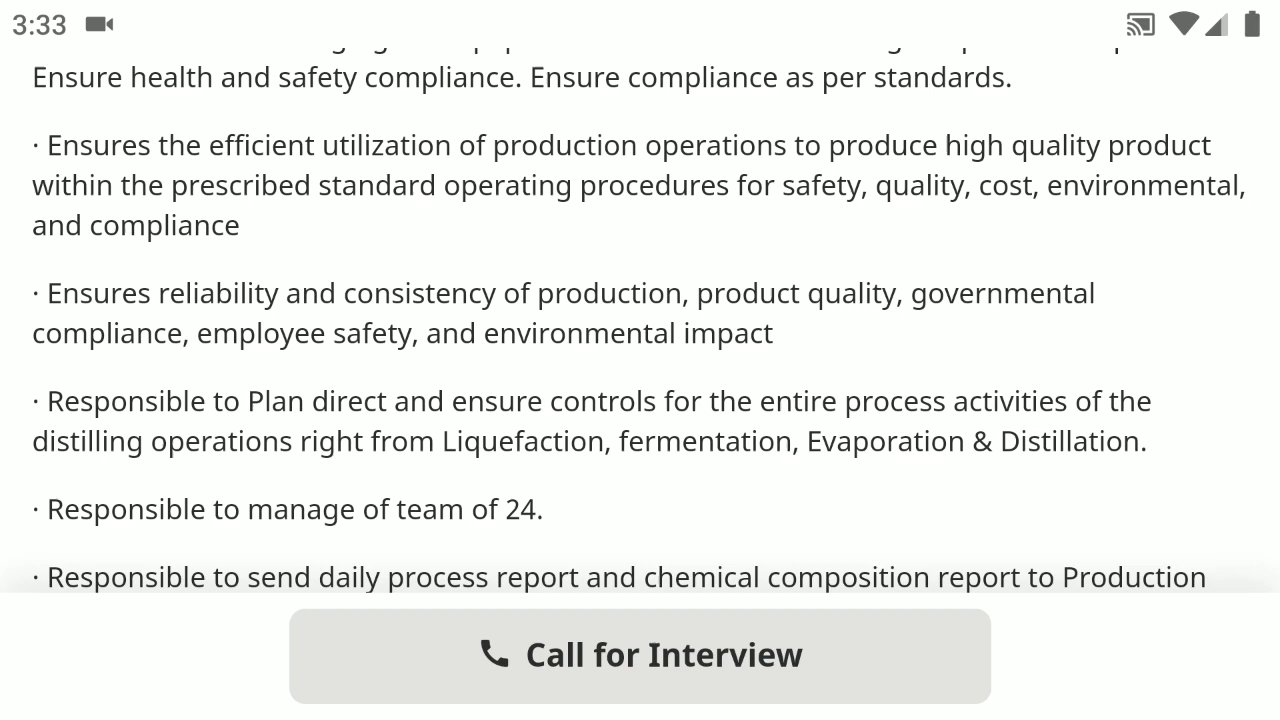 3:33
Ensure health and safety compliance. Ensure compliance as per standards.
· Ensures the efficient utilization of production operations to produce high quality product
within the prescribed standard operating procedures for safety, quality, cost, environmental,
and compliance
· Ensures reliability and consistency of production, product quality, governmental
compliance, employee safety, and environmental impact
· Responsible to Plan direct and ensure controls for the entire process activities of the
distilling operations right from Liquefaction, fermentation, Evaporation & Distillation.
· Responsible to manage of team of 24.
· Responsible to send daily process report and chemical composition report to Production
Call for Interview